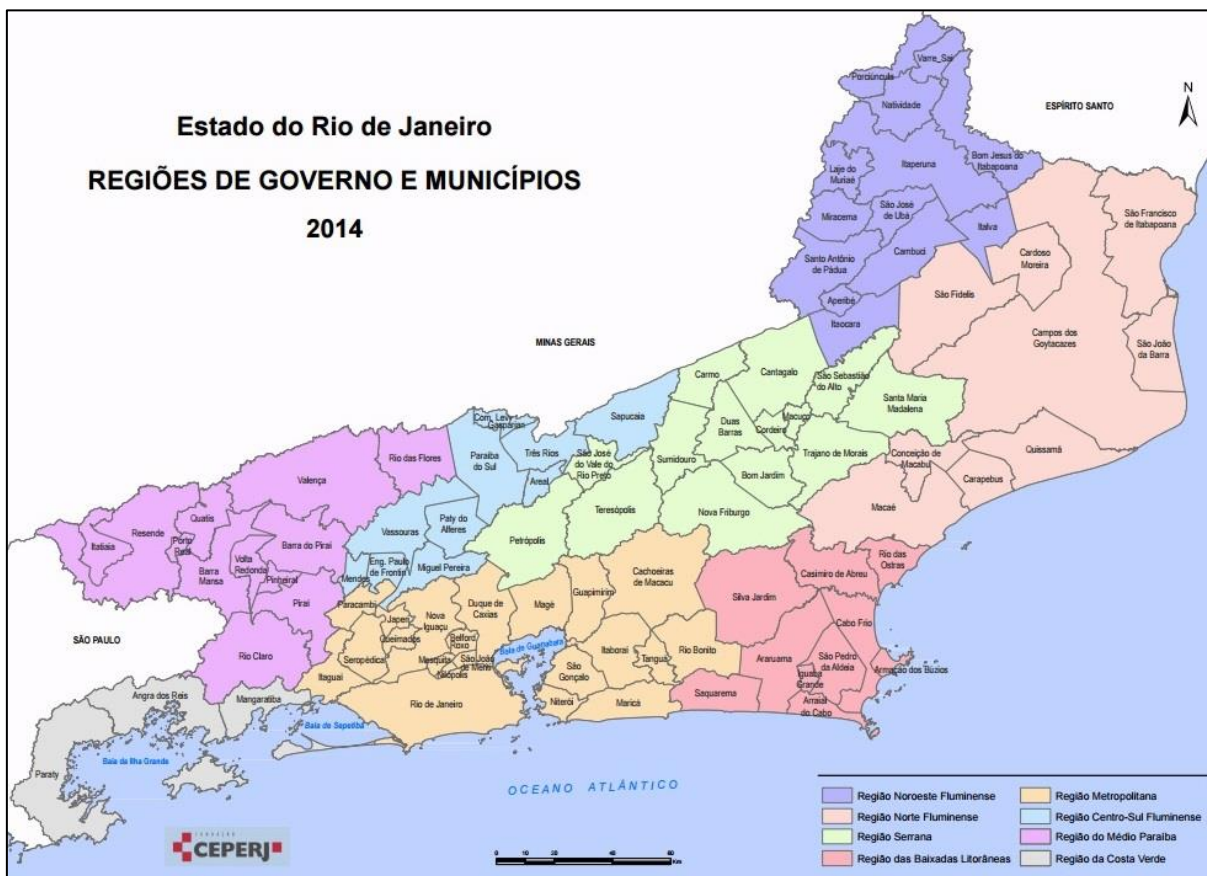 Estado do Rio de Janeiro
REGIÕES DE GOVERNO E MUNICÍPIOS
2014
N
ESPÍRITO SANTO
MINAS GERAIS
SÃO PAULO
Varre_Sai
Porciúncula
Natividade
Bom Jesus do
Itabapoana
Itaperuna
Laje do
Muriaé
São José
de Ubá
Miracema
Italva
Cambuci
Santo Antônio
de Pádua
Aperibé
Itaocara
São Francisco
de Itabapoana
Cardoso
Moreira
São Fidelis
Campos dos
Goytacazes
São João
da Barra
Quissamã
Conceição de
Macabul
Carapebus
Macaé
Carmo
Cantagalo
São Sebastião
do Alto
Santa Maria
Madalena
Macuco
Cordeiro
Duas
Barras
Sumidouro
Trajano de Morais
Bom Jardim
São José
do Vale do
Rio Preto
Nova Friburgo
Teresópolis
Petrópolis
Sapucaia
Com. Levy
Gasparian
Três Rios
Paraíba
do Sul
Areal
Paty do
Alferes
Vassouras
Eng. Paulo
de Frontin
Mendes
Miguel Pereira
Rio das Flores
Valença
Quatis
Resende
Itatiaia
Porto
Real
Barra do Piraí
Volta
Redonda
Barra
Mansa
Pinheiral
Piraí
Rio Claro
Paracambi
Japeri
Nova
Iguaçu
Duque de
Caxias
Magé
Guapimirim
Cachoeiras
de Macacu
Queimados
Belford
Roxo
Seropédica
Mesquita
São João
de Meriti
Nilópolis
Itaguaí
Rio de Janeiro
Baía de Guanabara
São
Gonçalo
Itaboraí
Tanguá
Rio Bonito
Niterói
Maricá
Silva Jardim
Casimiro de Abreu
Rio das
Ostras
Cabo Frio
Araruama
São Pedro
da Aldeia
Iguaba
Grande
Armação dos Búzios
Saquarema
Arraial
do Cabo
Angra dos Reis
Mangaratiba
Paraty
Baía da Ilha Grande
Baía de Sepetiba
OCEANO ATLÂNTICO
FUNDAÇÃO
CEPERJ
0 10 20 40 60
Km
Região Noroeste Fluminense
Região Norte Fluminense
Região Serrana
Região das Baixadas Litorâneas
Região Metropolitana
Região Centro-Sul Fluminense
Região do Médio Paraíba
Região da Costa Verde